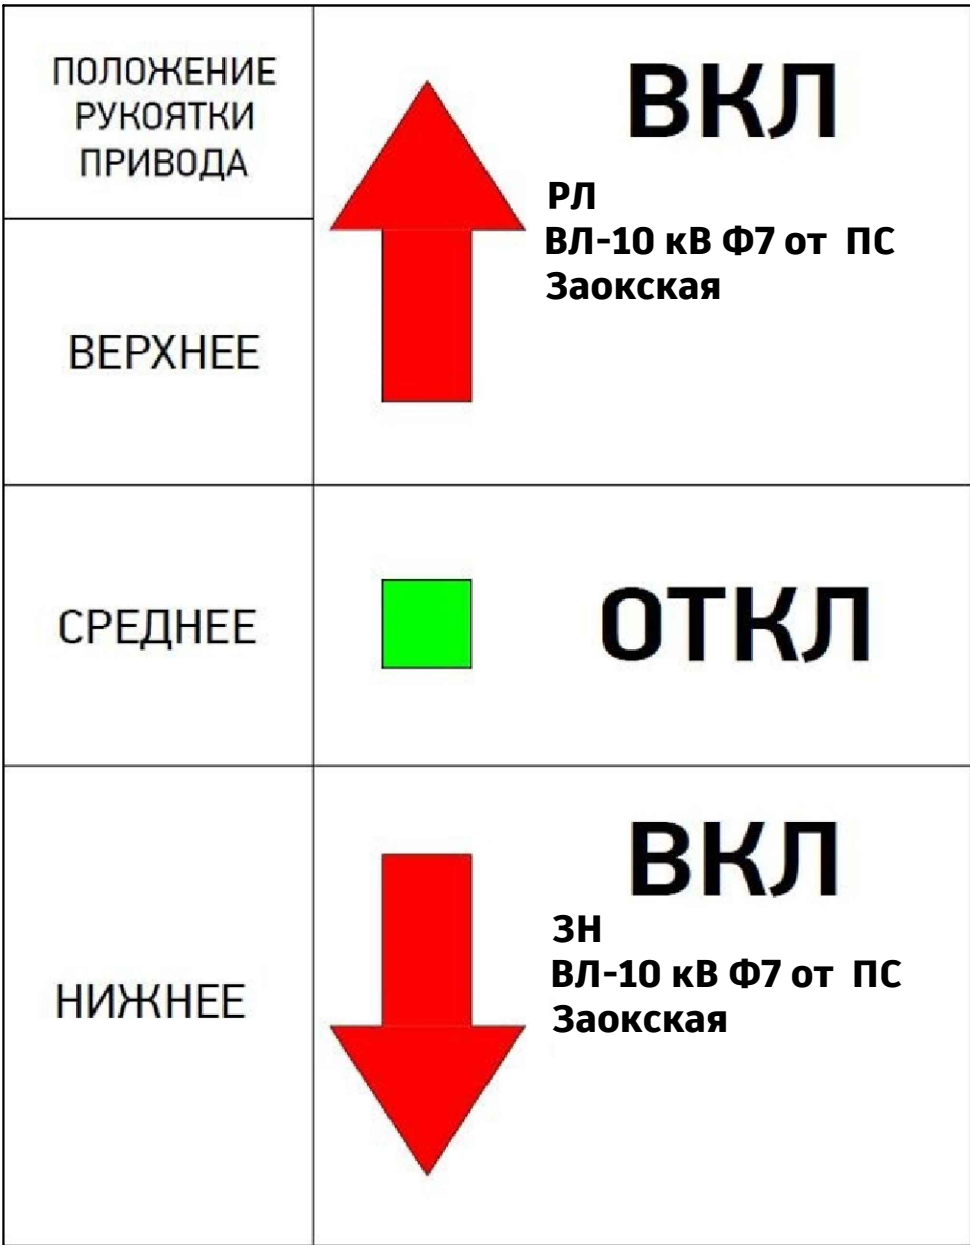 ПОЛОЖЕНИЕ
РУКОЯТКИ
ПРИВОДА
ВЕРХНЕЕ
ВКЛ
РЛ
ВЛ-10 кВ Ф7 от ПС
Заокская
СРЕДНЕЕ
ОТКЛ
НИЖНЕЕ
ВКЛ
ЗН
ВЛ-10 кВ Ф7 от ПС
Заокская